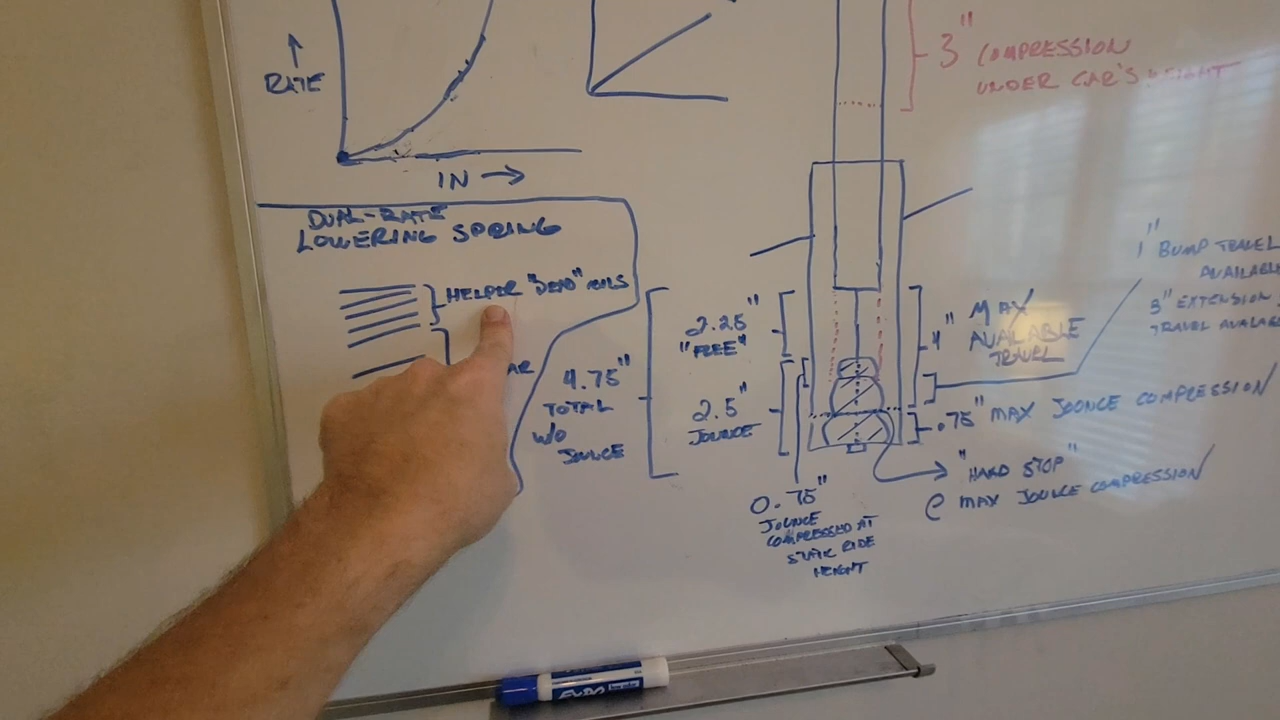 RATE
IN
3" COMPRESSION
UNDER CAR'S WEIGHT
DUAL-RATE
LOWERING SPRING
HELPER "DEAD" COILS
AR
4.75"
TOTAL
W/O
JOUNCE
2.25"
"FREE"
2.5"
JOUNCE
4" MAX
AVAILABLE
TRAVEL
1" BUMP TRAVEL
AVAILABLE
3" EXTENSION
TRAVEL AVAILABLE
.75" MAX JOUNCE COMPRESSION
"HARD STOP"
@ MAX JOUNCE COMPRESSION
0.75"
JOUNCE
COMPRESSED AT
STATIC RIDE
HEIGHT
EXPO